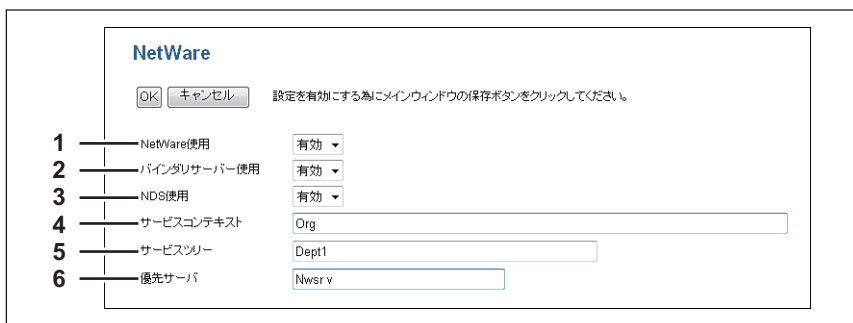 NetWare
OK キャンセル 設定を有効にする為にメインウィンドウの保存ボタンをクリックしてください。
1 NetWare使用 有効
2 バインダリサーバー使用 有効
3 NDS使用 有効
4 サービスコンテキスト Org
5 サービスツリー Dept1
6 優先サーバ Nwsr v